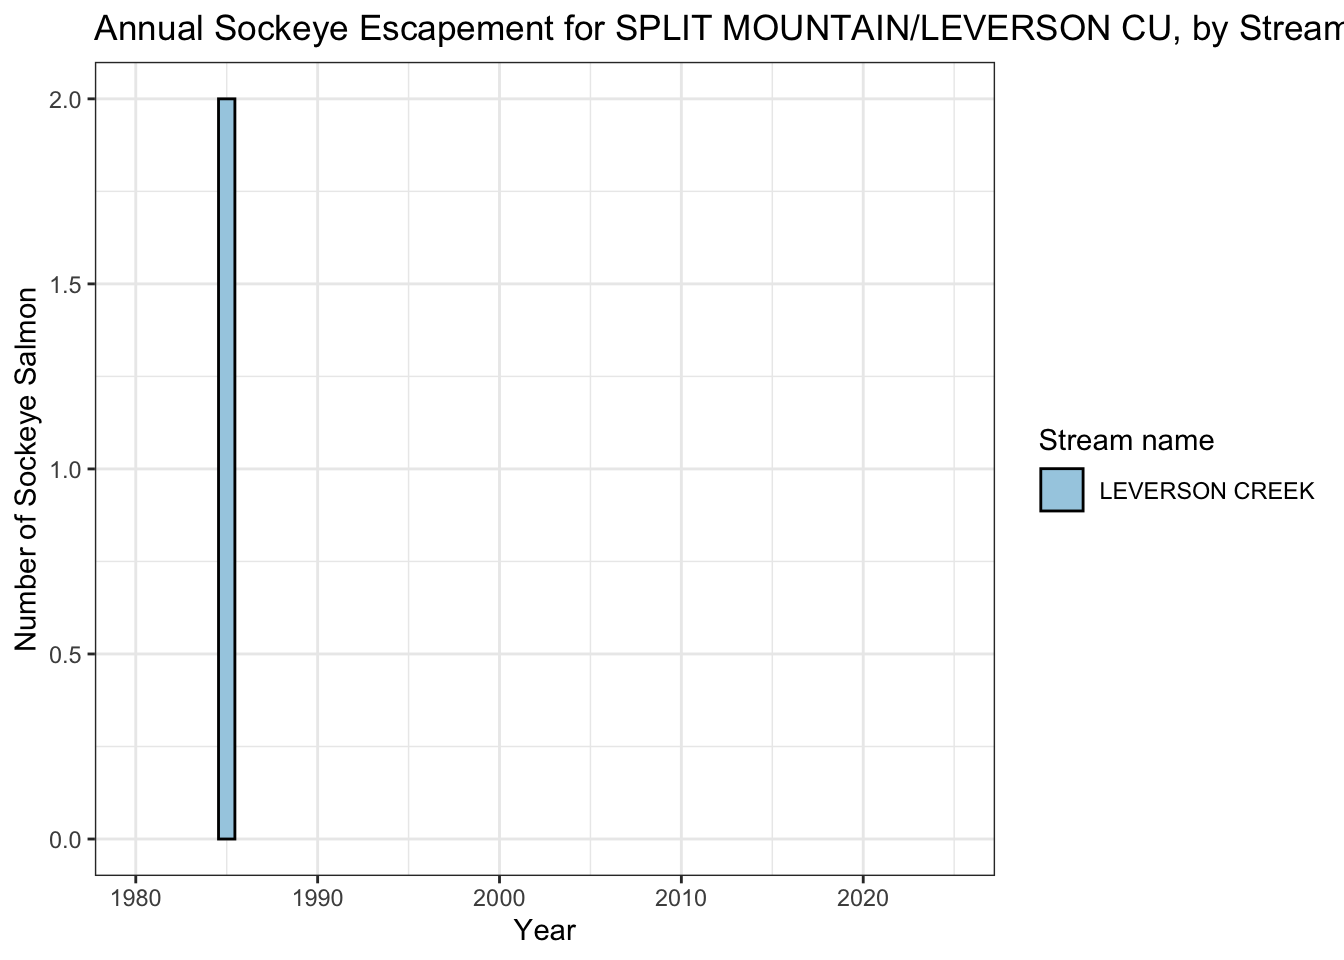 Annual Sockeye Escapement for SPLIT MOUNTAIN/LEVERSON CU, by Stream
Number of Sockeye Salmon
2.0
1.5
1.0
0.5
0.0
1980 1990 2000 2010 2020
Year
Stream name
LEVERSON CREEK